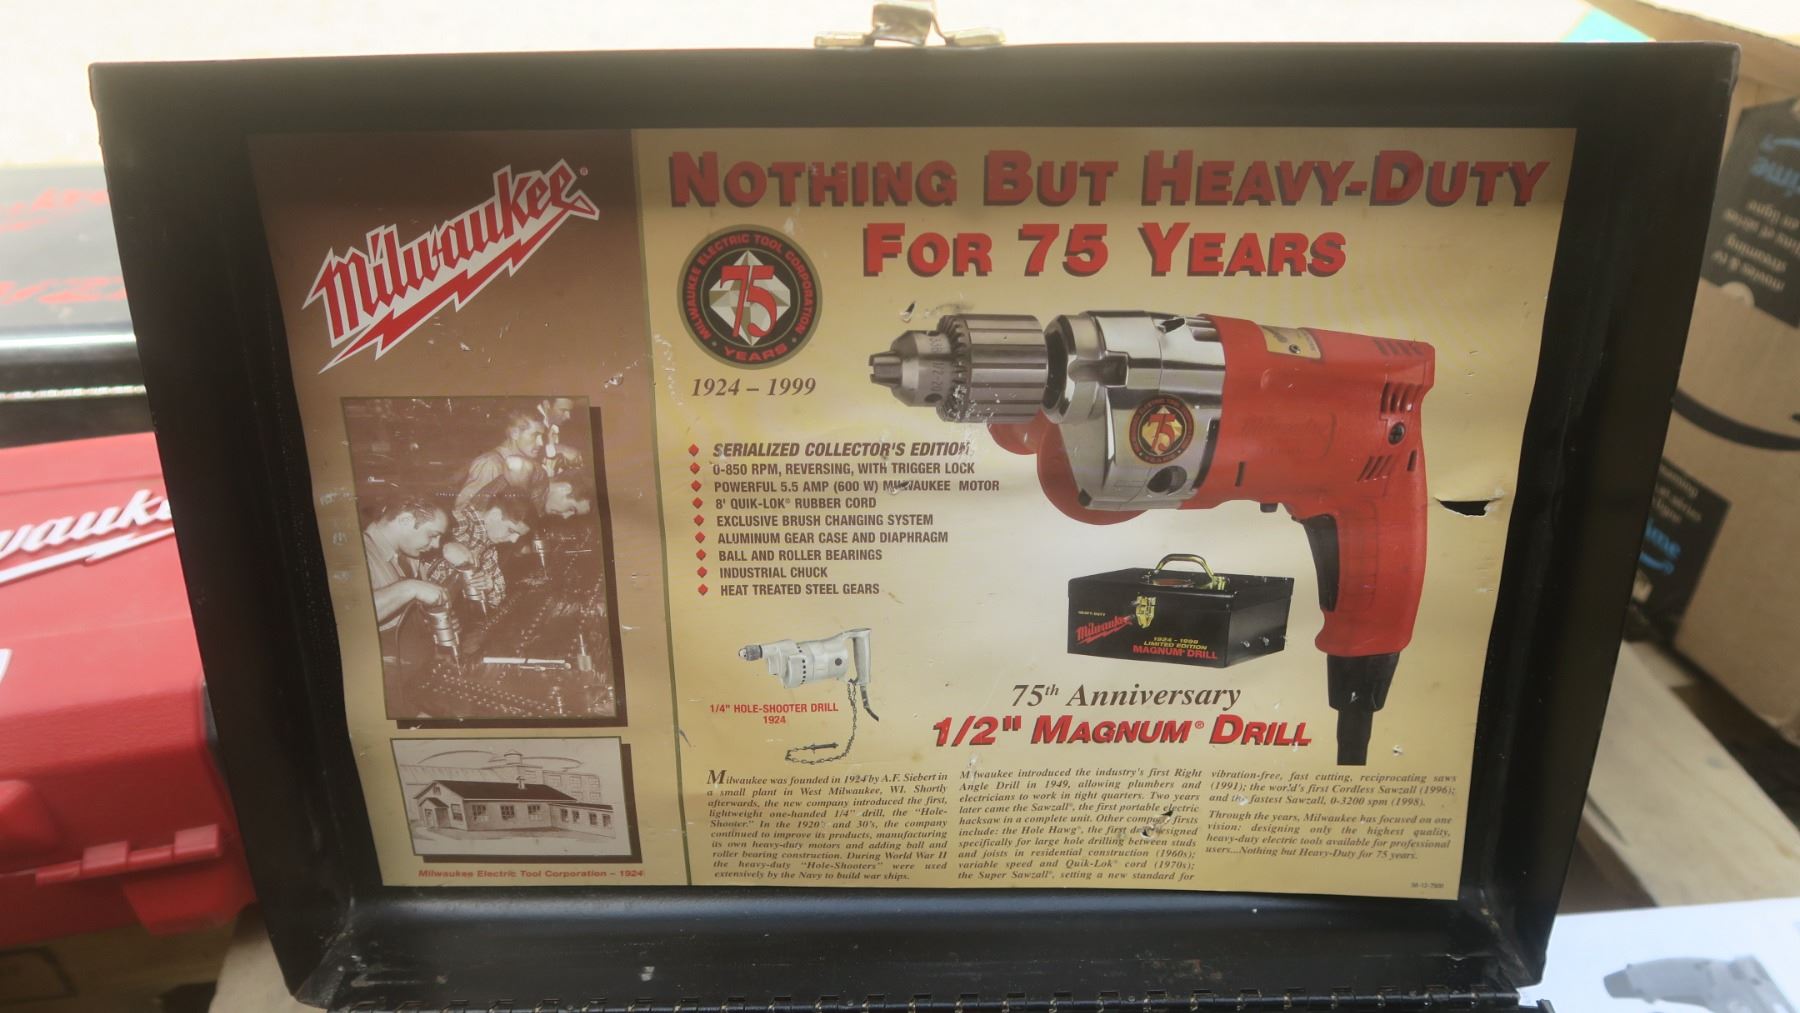 Milwaukee®
NOTHING BUT HEAVY-DUTY
FOR 75 YEARS
MILWAUKEE ELECTRIC TOOL CORPORATION
75
YEARS
1924 – 1999
SERIALIZED COLLECTOR'S EDITION
0-850 RPM, REVERSING, WITH TRIGGER LOCK
POWERFUL 5.5 AMP (600 W) MILWAUKEE MOTOR
8' QUIK-LOK® RUBBER CORD
EXCLUSIVE BRUSH CHANGING SYSTEM
ALUMINUM GEAR CASE AND DIAPHRAGM
BALL AND ROLLER BEARINGS
INDUSTRIAL CHUCK
HEAT TREATED STEEL GEARS
75
HEAVY-DUTY
Milwaukee
1924 - 1999
LIMITED EDITION
MAGNUM® DRILL
1/4" HOLE-SHOOTER DRILL
1924
75th Anniversary
1/2" MAGNUM® DRILL
Milwaukee was founded in 1924 by A.F. Siebert in
a small plant in West Milwaukee, WI. Shortly
afterwards, the new company introduced the first,
lightweight one-handed 1/4" drill, the "Hole-
Shooter." In the 1920's and 30's, the company
continued to improve its products, manufacturing
its own heavy-duty motors and adding ball and
roller bearing construction. During World War II
the heavy-duty "Hole-Shooters" were used
extensively by the Navy to build war ships.
Milwaukee introduced the industry's first Right
Angle Drill in 1949, allowing plumbers and
electricians to work in tight quarters. Two years
later came the Sawzall®, the first portable electric
hacksaw in a complete unit. Other company firsts
include: the Hole Hawg®, the first drill designed
specifically for large hole drilling between studs
and joists in residential construction (1960s);
variable speed and Quik-Lok® cord (1970s);
the Super Sawzall®, setting a new standard for
vibration-free, fast cutting, reciprocating saws
(1991); the world's first Cordless Sawzall (1996);
and the fastest Sawzall, 0-3200 spm (1998).
Through the years, Milwaukee has focused on one
vision: designing only the highest quality,
heavy-duty electric tools available for professional
users...Nothing but Heavy-Duty for 75 years.
Milwaukee Electric Tool Corporation – 1924